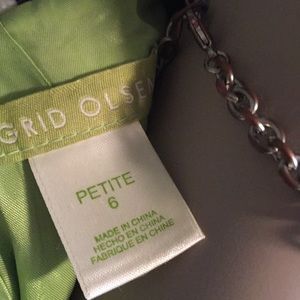 GRID OLSEN
PETITE
6
MADE IN CHINA
HECHO EN CHINA
FABRIQUE EN CHINE